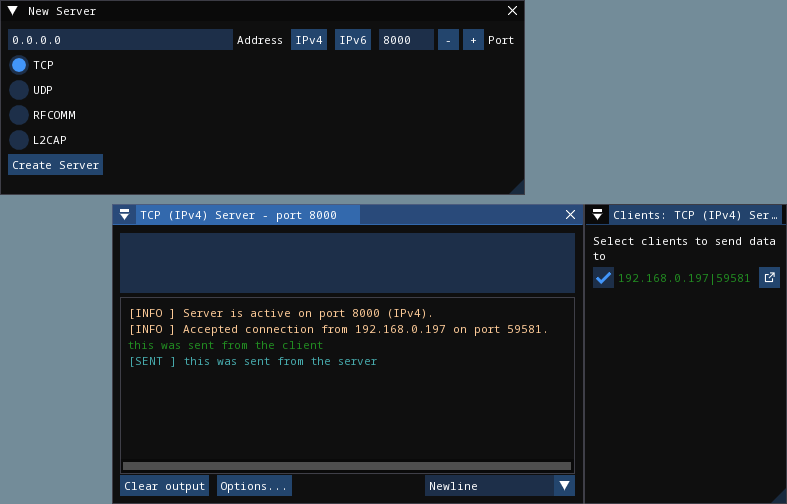 New Server
0.0.0.0 Address IPv4 IPv6 8000 - + Port
TCP
UDP
RFCOMM
L2CAP
Create Server
TCP (IPv4) Server - port 8000
[INFO ] Server is active on port 8000 (IPv4).
[INFO ] Accepted connection from 192.168.0.197 on port 59581.
this was sent from the client
[SENT ] this was sent from the server
Clear output Options... Newline
Clients: TCP (IPv4) Ser…
Select clients to send data
to
192.168.0.197|59581